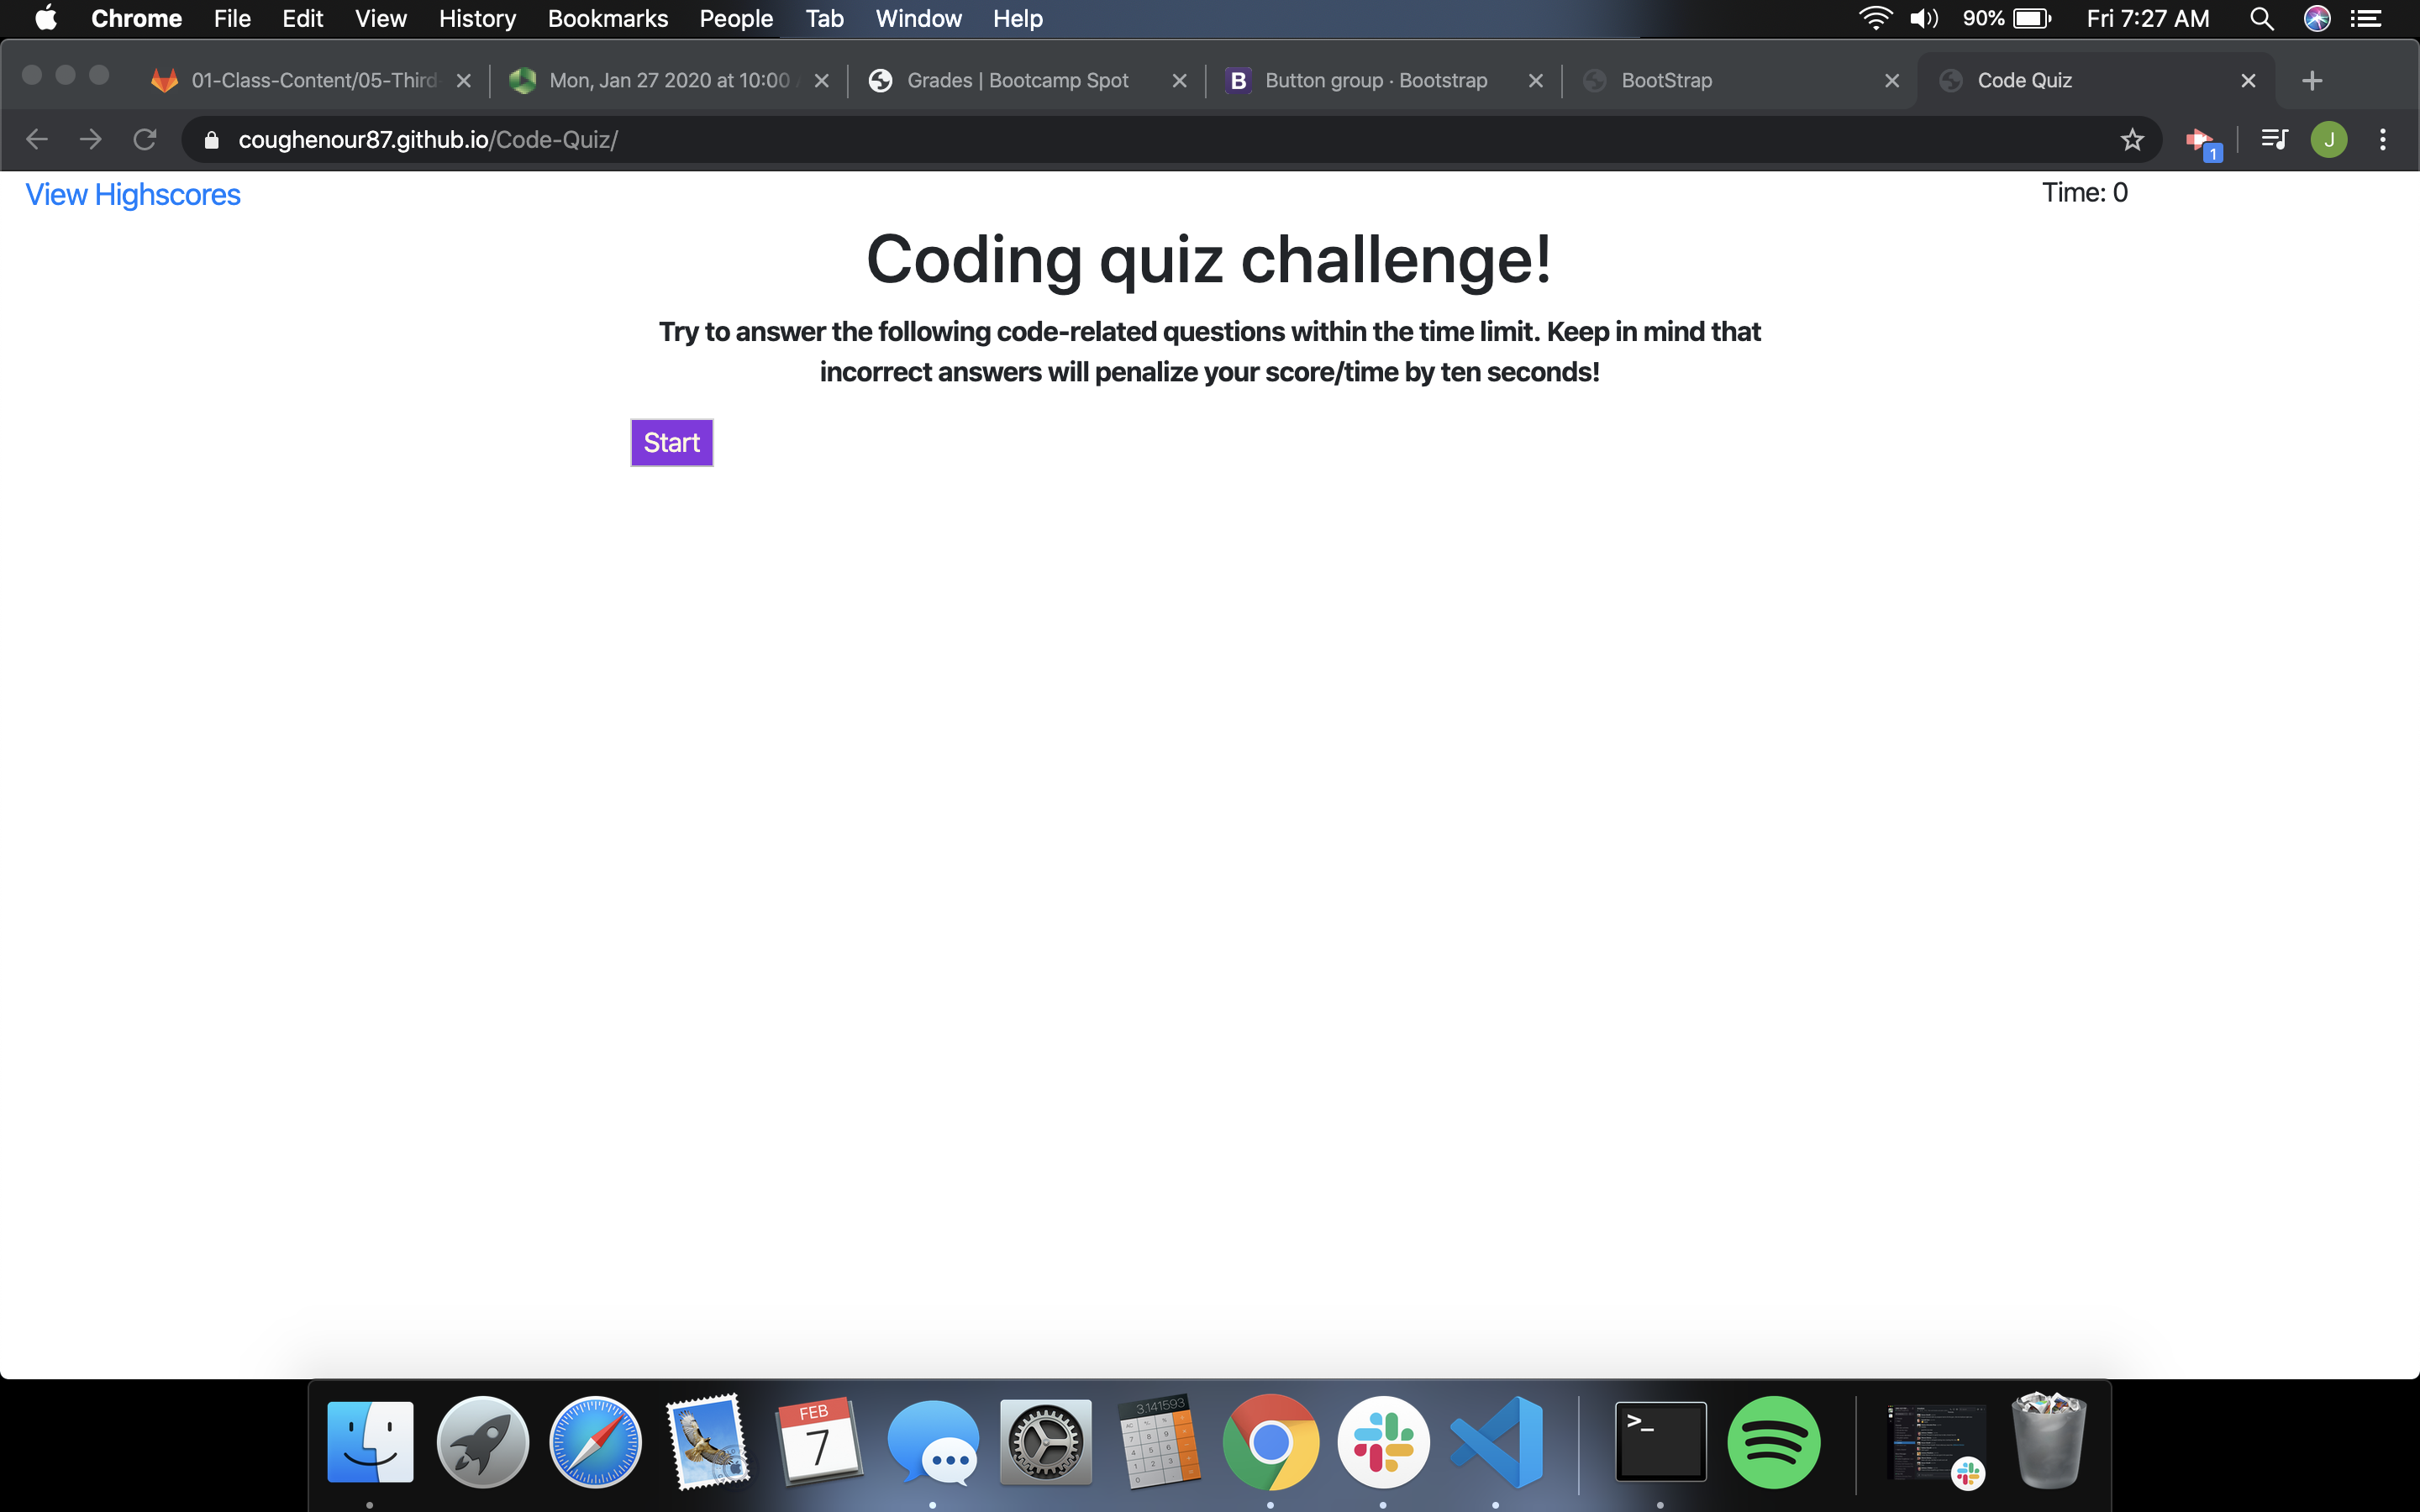 Chrome File Edit View History Bookmarks People Tab Window Help 90% Fri 7:27 AM
01-Class-Content/05-Third- Mon, Jan 27 2020 at 10:00 Grades | Bootcamp Spot B Button group · Bootstrap BootStrap Code Quiz
coughenour87.github.io/Code-Quiz/ 1 J
View Highscores Time: 0
Coding quiz challenge!
Try to answer the following code-related questions within the time limit. Keep in mind that
incorrect answers will penalize your score/time by ten seconds!
Start
FEB
7
3.141593
>_